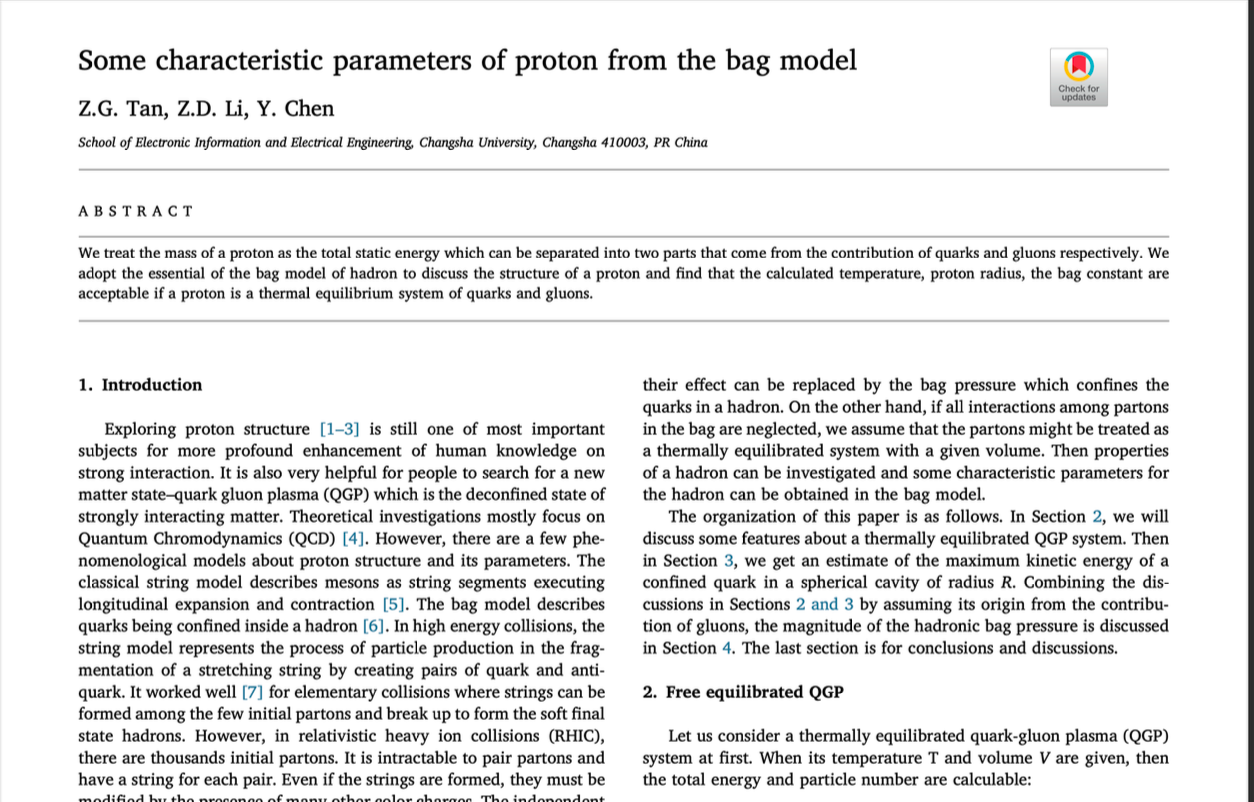 Some characteristic parameters of proton from the bag model
Check for
updates
Z.G. Tan, Z.D. Li, Y. Chen
School of Electronic Information and Electrical Engineering, Changsha University, Changsha 410003, PR China
A B S T R A C T
We treat the mass of a proton as the total static energy which can be separated into two parts that come from the contribution of quarks and gluons respectively. We
adopt the essential of the bag model of hadron to discuss the structure of a proton and find that the calculated temperature, proton radius, the bag constant are
acceptable if a proton is a thermal equilibrium system of quarks and gluons.
1. Introduction
Exploring proton structure [1–3] is still one of most important
subjects for more profound enhancement of human knowledge on
strong interaction. It is also very helpful for people to search for a new
matter state–quark gluon plasma (QGP) which is the deconfined state of
strongly interacting matter. Theoretical investigations mostly focus on
Quantum Chromodynamics (QCD) [4]. However, there are a few phe-
nomenological models about proton structure and its parameters. The
classical string model describes mesons as string segments executing
longitudinal expansion and contraction [5]. The bag model describes
quarks being confined inside a hadron [6]. In high energy collisions, the
string model represents the process of particle production in the frag-
mentation of a stretching string by creating pairs of quark and anti-
quark. It worked well [7] for elementary collisions where strings can be
formed among the few initial partons and break up to form the soft final
state hadrons. However, in relativistic heavy ion collisions (RHIC),
there are thousands initial partons. It is intractable to pair partons and
have a string for each pair. Even if the strings are formed, they must be
modified by the presence of many other color charges. The independent
their effect can be replaced by the bag pressure which confines the
quarks in a hadron. On the other hand, if all interactions among partons
in the bag are neglected, we assume that the partons might be treated as
a thermally equilibrated system with a given volume. Then properties
of a hadron can be investigated and some characteristic parameters for
the hadron can be obtained in the bag model.
The organization of this paper is as follows. In Section 2, we will
discuss some features about a thermally equilibrated QGP system. Then
in Section 3, we get an estimate of the maximum kinetic energy of a
confined quark in a spherical cavity of radius R. Combining the dis-
cussions in Sections 2 and 3 by assuming its origin from the contribu-
tion of gluons, the magnitude of the hadronic bag pressure is discussed
in Section 4. The last section is for conclusions and discussions.
2. Free equilibrated QGP
Let us consider a thermally equilibrated quark-gluon plasma (QGP)
system at first. When its temperature T and volume V are given, then
the total energy and particle number are calculable: